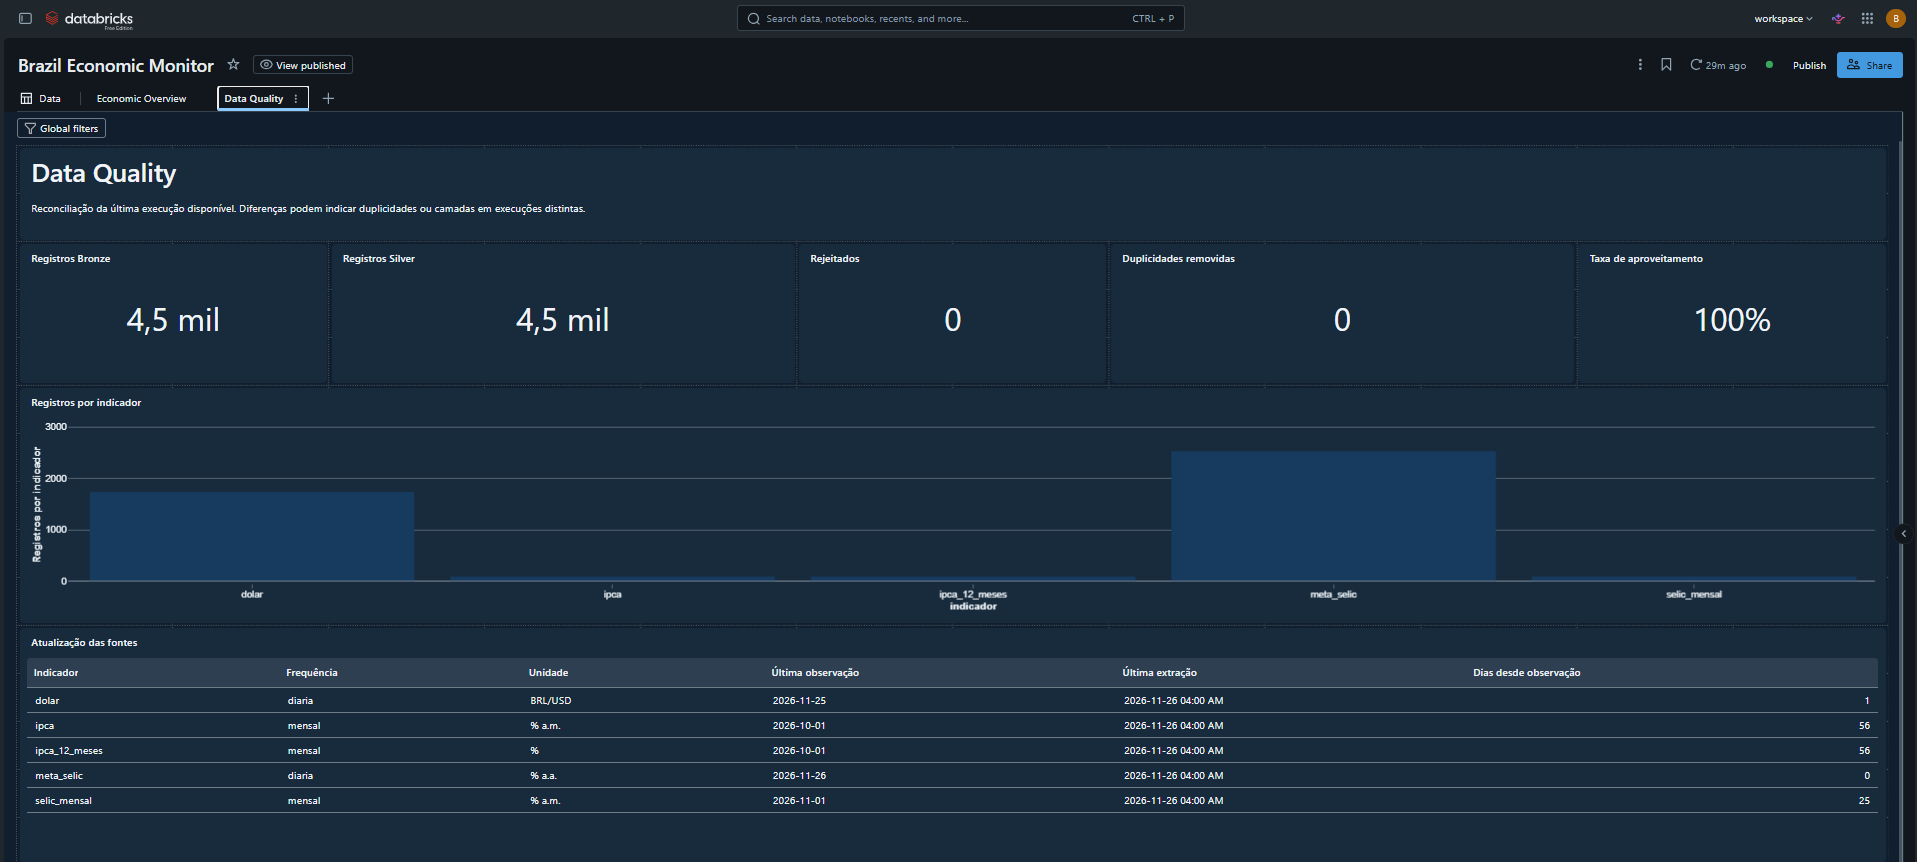 databricks
Free Edition
Search data, notebooks, recents, and more...
CTRL + P
workspace
B
Brazil Economic Monitor
View published
29m ago
Publish
Share
Data
Economic Overview
Data Quality
Global filters
Data Quality
Reconciliação da última execução disponível. Diferenças podem indicar duplicidades ou camadas em execuções distintas.
Registros Bronze
Registros Silver
Rejeitados
Duplicidades removidas
Taxa de aproveitamento
4,5 mil
4,5 mil
0
0
100%
Registros por indicador
Registros por indicador
3000
2000
1000
0
dolar
ipca
ipca_12_meses
meta_selic
selic_mensal
indicador
Atualização das fontes
Indicador Frequência Unidade Última observação Última extração Dias desde observação
dolar diaria BRL/USD 2026-11-25 2026-11-26 04:00 AM 1
ipca mensal % a.m. 2026-10-01 2026-11-26 04:00 AM 56
ipca_12_meses mensal % 2026-10-01 2026-11-26 04:00 AM 56
meta_selic diaria % a.a. 2026-11-26 2026-11-26 04:00 AM 0
selic_mensal mensal % a.m. 2026-11-01 2026-11-26 04:00 AM 25